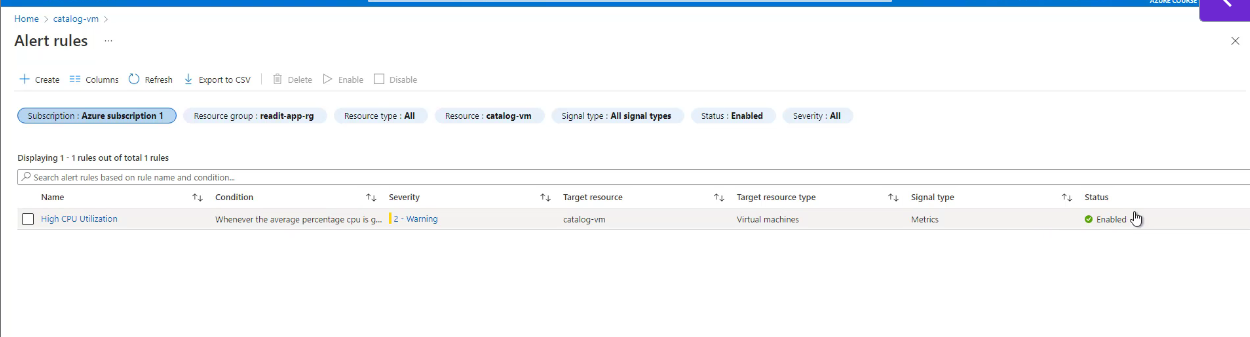 AZURE COURSE
Home > catalog-vm >
Alert rules ...
Create Columns Refresh Export to CSV Delete Enable Disable
Subscription : Azure subscription 1 Resource group : readit-app-rg Resource type : All Resource : catalog-vm Signal type : All signal types Status : Enabled Severity : All
Displaying 1 - 1 rules out of total 1 rules
Search alert rules based on rule name and condition...
Name Condition Severity Target resource Target resource type Signal type Status
High CPU Utilization Whenever the average percentage cpu is g... 2 - Warning catalog-vm Virtual machines Metrics Enabled